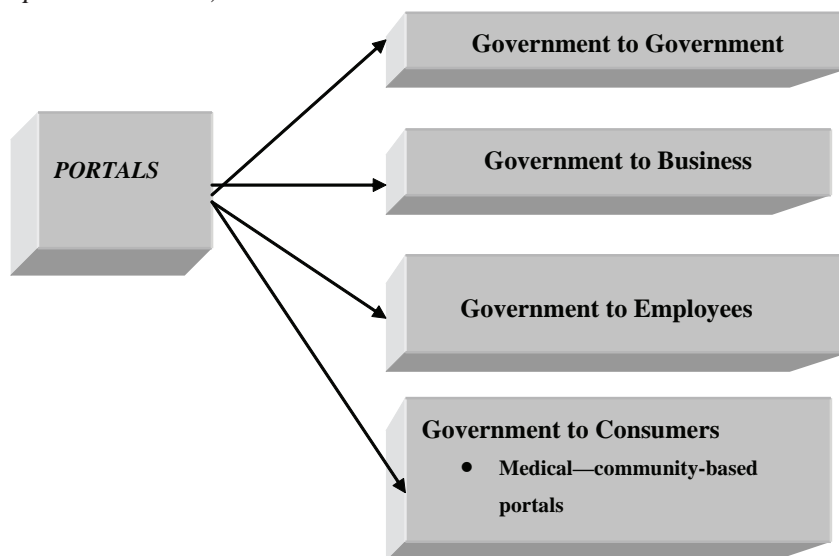 Government to Government
PORTALS
Government to Business
Government to Employees
Government to Consumers
• Medical—community-based
portals